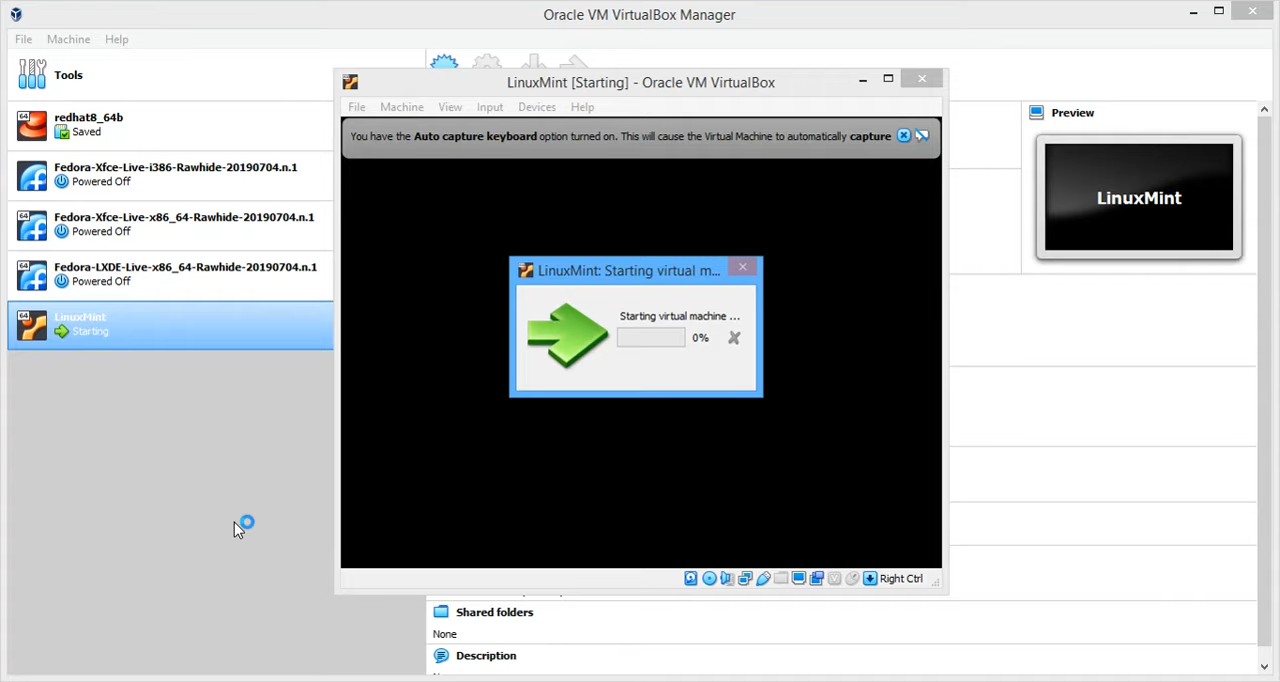 Oracle VM VirtualBox Manager
File Machine Help
Tools
64 redhat8_64b
Saved
Fedora-Xfce-Live-i386-Rawhide-20190704.n.1
Powered Off
64 Fedora-Xfce-Live-x86_64-Rawhide-20190704.n.1
Powered Off
64 Fedora-LXDE-Live-x86_64-Rawhide-20190704.n.1
Powered Off
64 LinuxMint
Starting
LinuxMint [Starting] - Oracle VM VirtualBox
File Machine View Input Devices Help
You have the Auto capture keyboard option turned on. This will cause the Virtual Machine to automatically capture
LinuxMint: Starting virtual m...
Starting virtual machine ...
0%
Right Ctrl
Preview
LinuxMint
Shared folders
None
Description